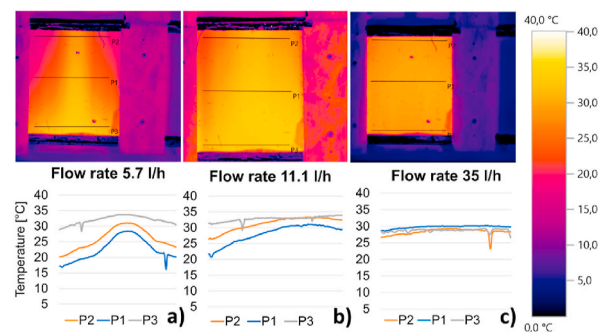 40,0 °C
P2
P1
P3
P2
P1
P3
P2
P1
P3
40,0
35,0
30,0
25,0
20,0
15,0
10,0
5,0
0.0 °C
Flow rate 5.7 l/h
Flow rate 11.1 l/h
Flow rate 35 l/h
Temperature [°C]
40
35
30
25
20
15
10
5
40
35
30
25
20
15
10
5
40
35
30
25
20
15
10
5
a)
b)
c)
P2 P1 P3
P2 P1 P3
P2 P1 P3